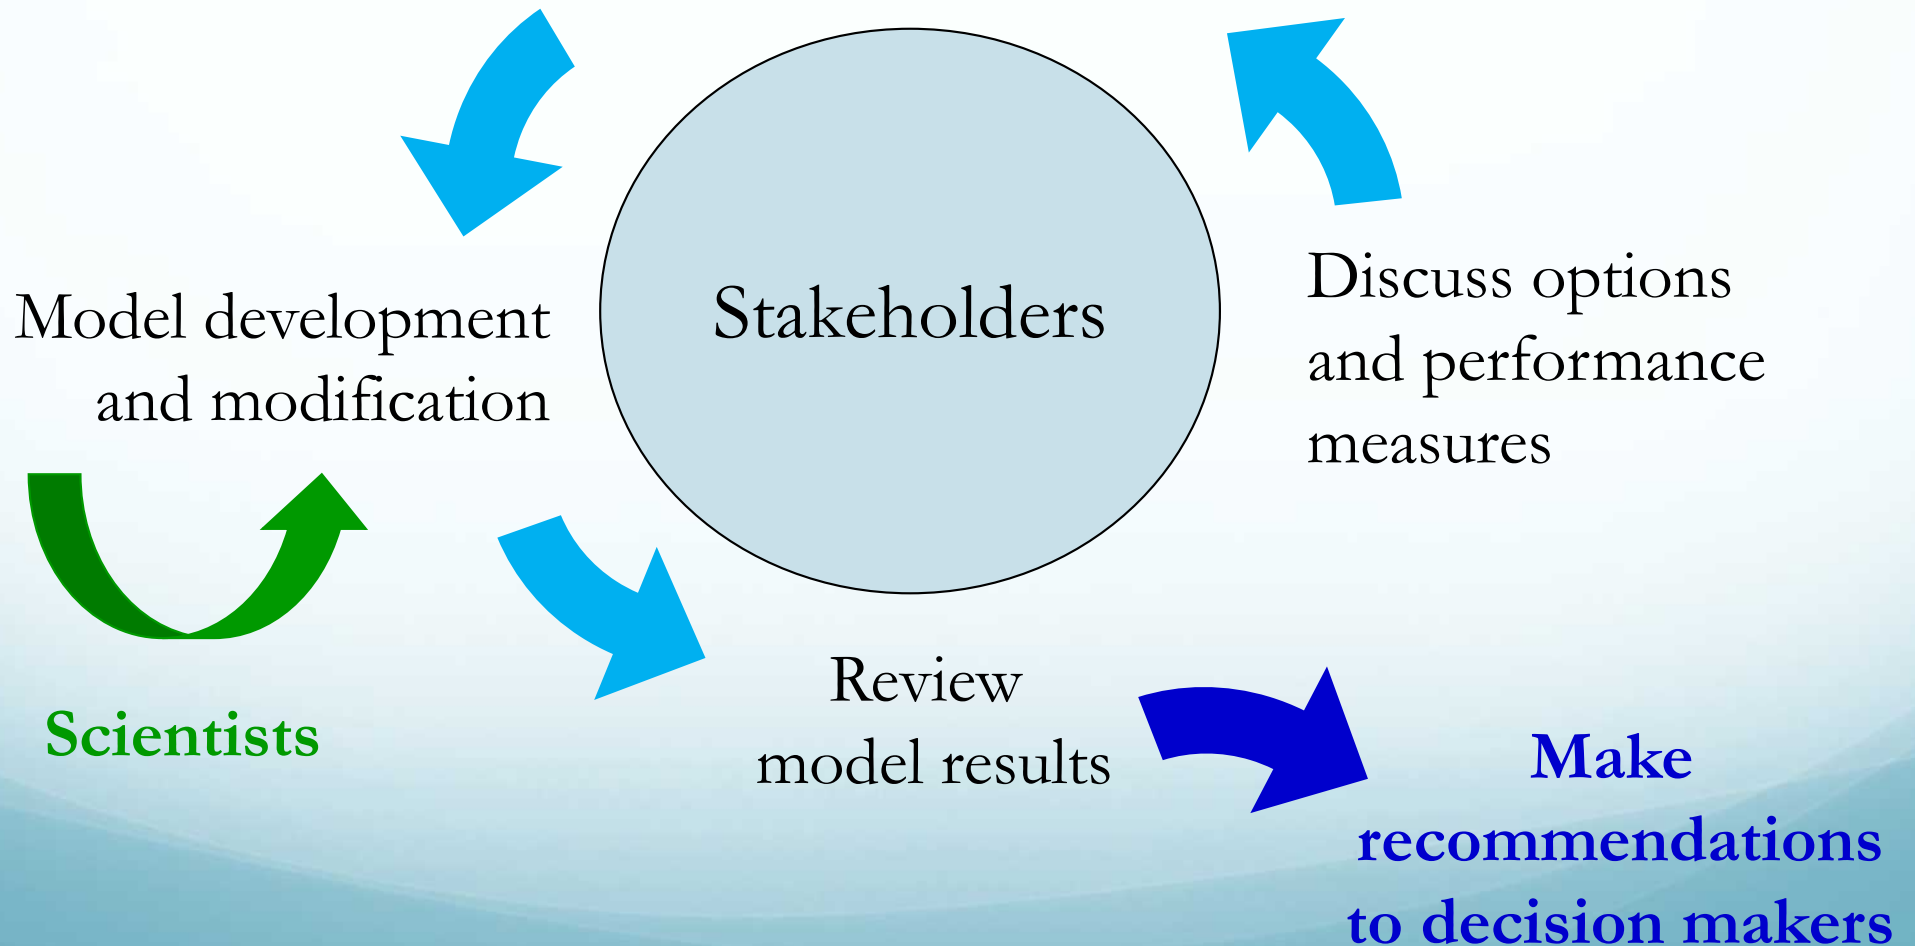 Stakeholders
Discuss options
and performance
measures
Model development
and modification
Scientists
Review
model results
Make
recommendations
to decision makers